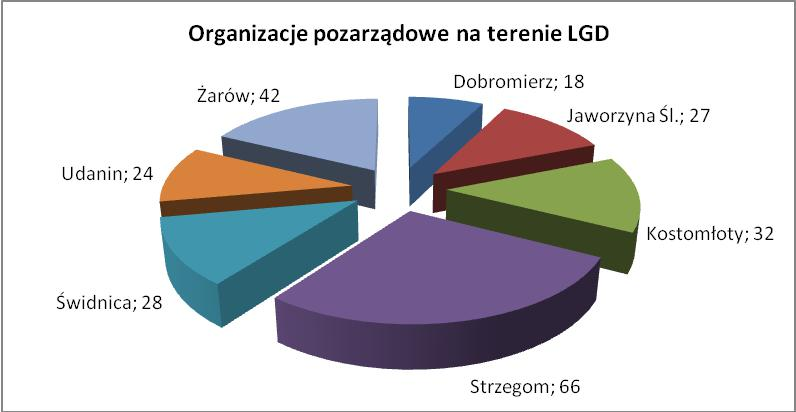 Organizacje pozarządowe na terenie LGD
Dobromierz; 18
Jaworzyna Śl.; 27
Kostomłoty; 32
Strzegom; 66
Świdnica; 28
Udanin; 24
Żarów; 42